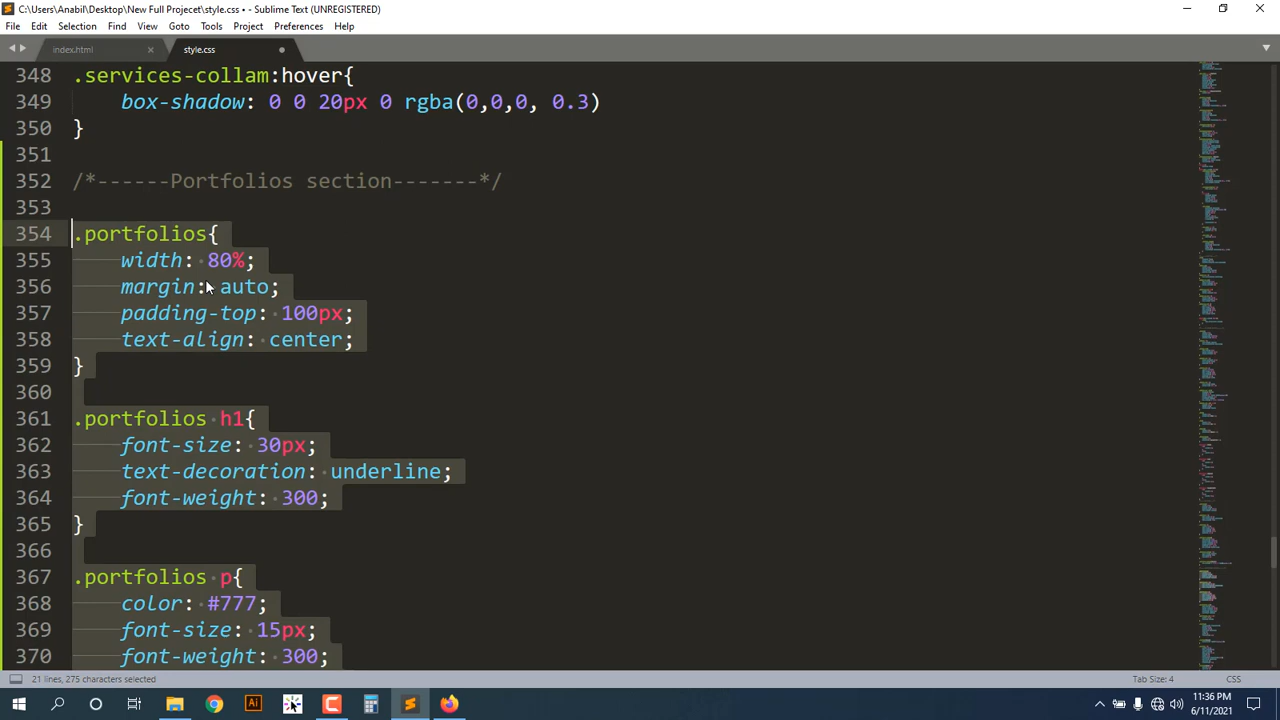 C:\Users\Anabil\Desktop\New Full Projecet\style.css • - Sublime Text (UNREGISTERED)
File Edit Selection Find View Goto Tools Project Preferences Help
index.html × style.css
348 .services-collam:hover{
349 box-shadow: 0 0 20px 0 rgba(0,0,0, 0.3)
350 }
351
352 /*------Portfolios section-------*/
353
354 .portfolios{
355 width: 80%;
356 margin: auto;
357 padding-top: 100px;
358 text-align: center;
359 }
360
361 .portfolios h1{
362 font-size: 30px;
363 text-decoration: underline;
364 font-weight: 300;
365 }
366
367 .portfolios p{
368 color: #777;
369 font-size: 15px;
370 font-weight: 300;
21 lines, 275 characters selected Tab Size: 4 CSS
Ai
11:36 PM
6/11/2021